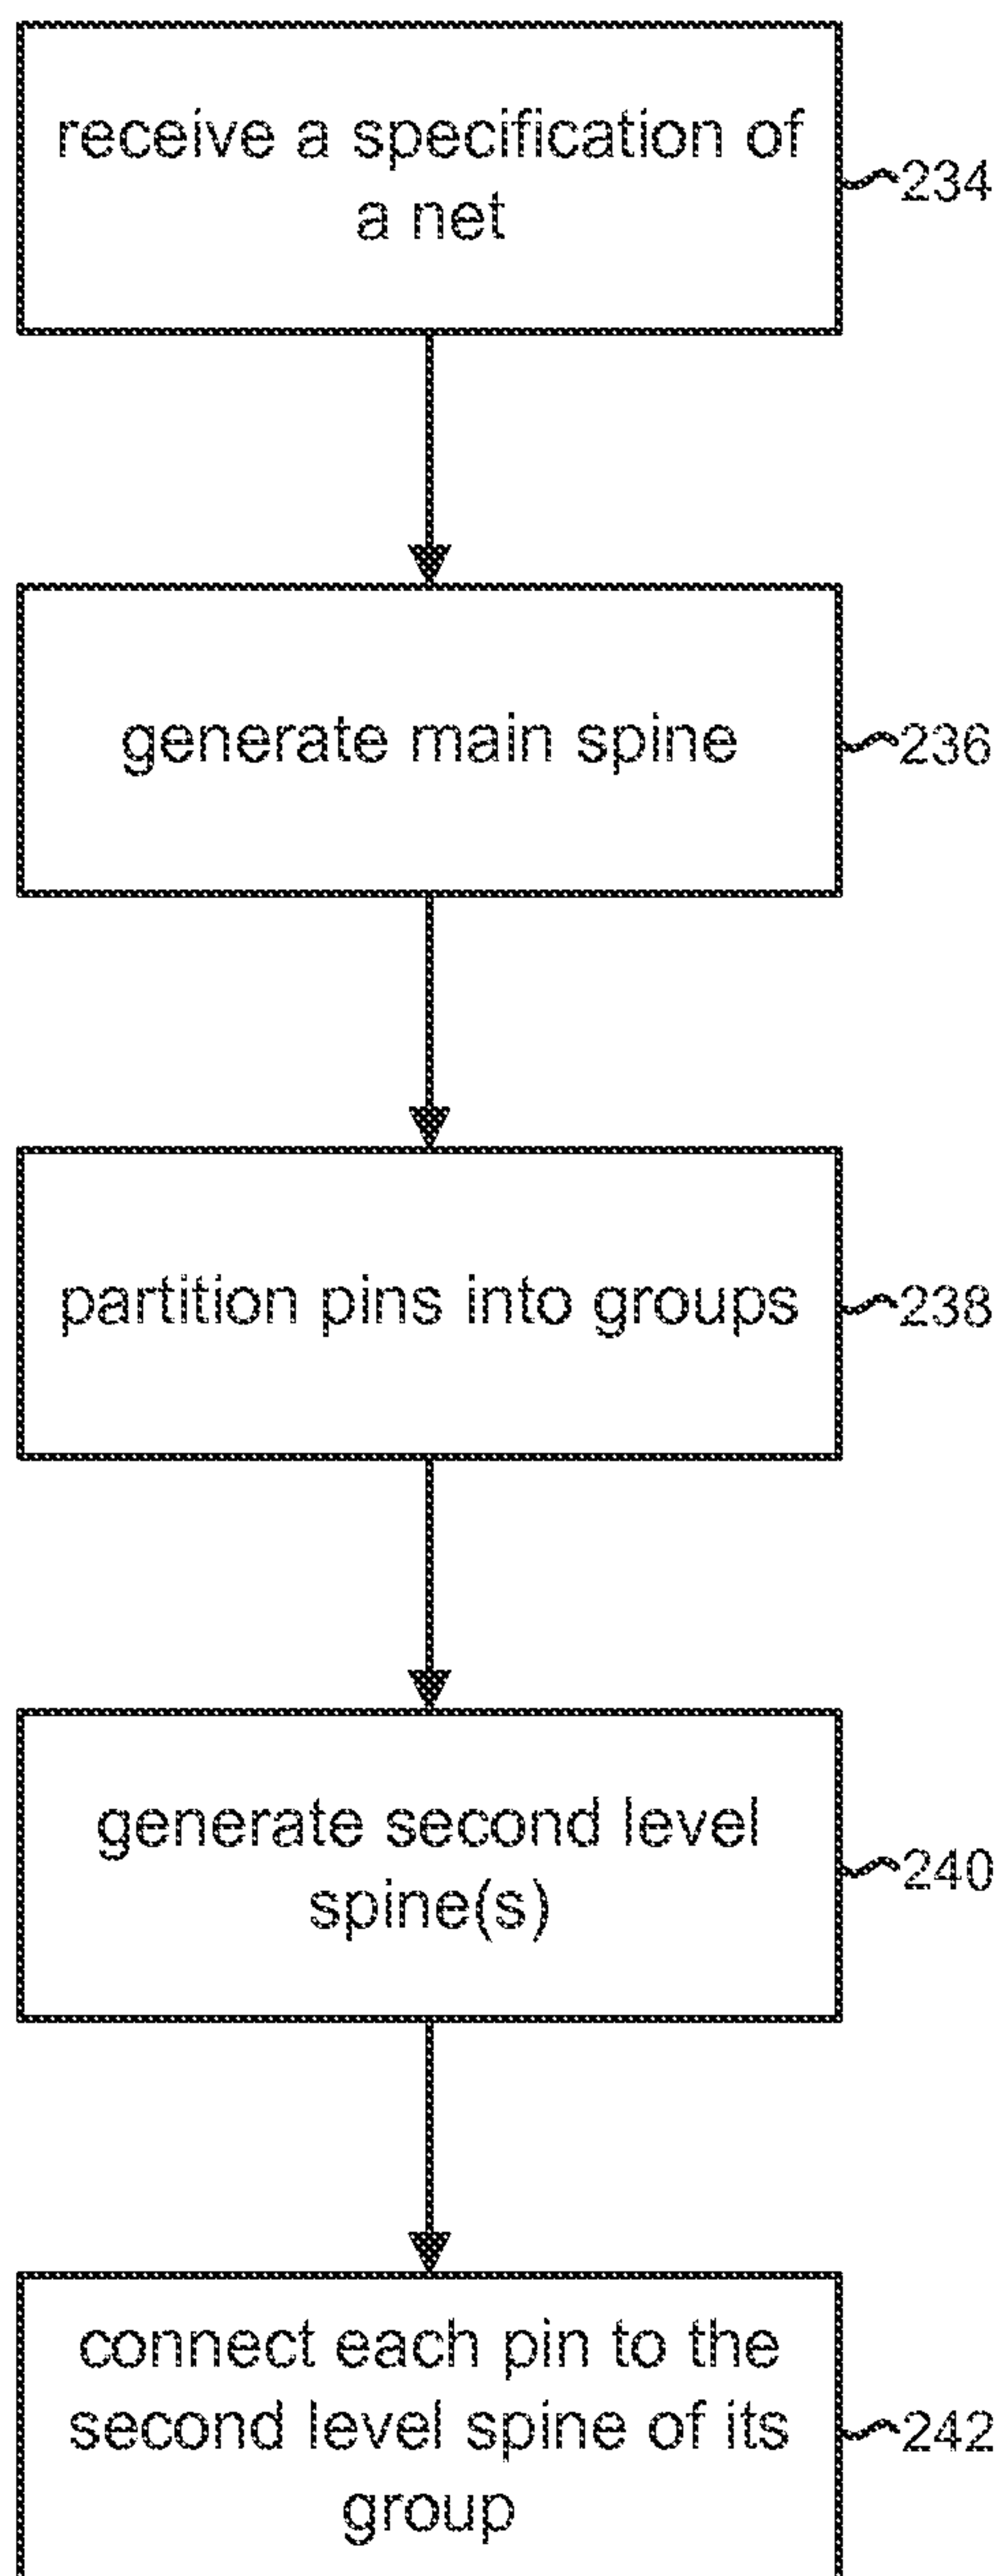 receive a specification of
a net
234
generate main spine
236
partition pins into groups
238
generate second level
spine(s)
240
connect each pin to the
second level spine of its
group
242